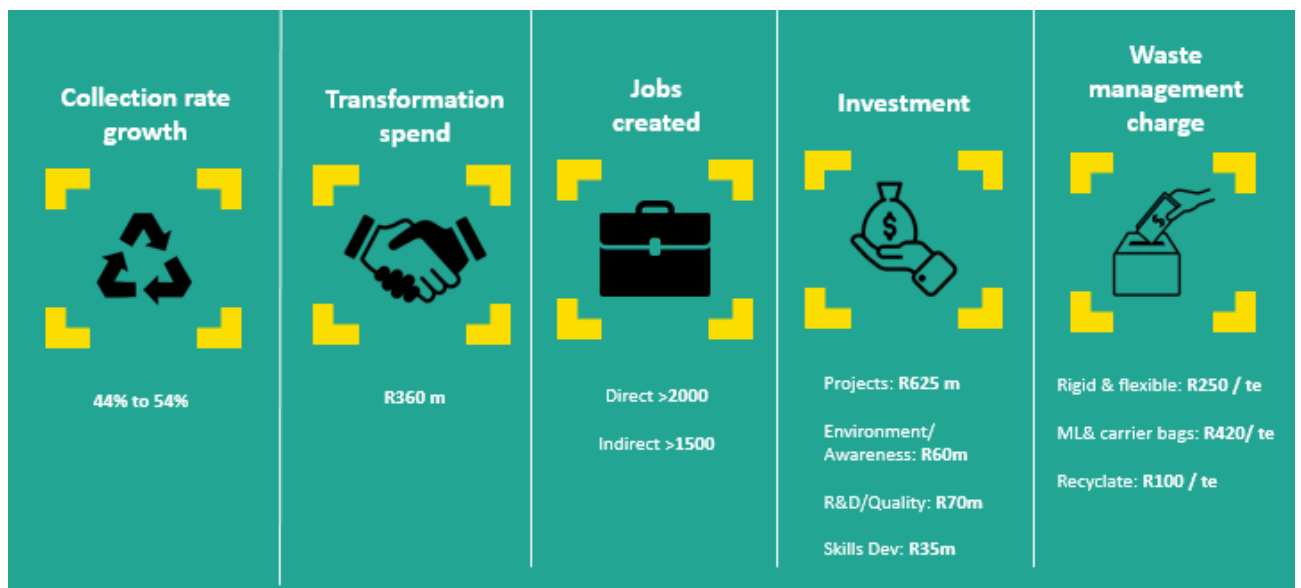 Collection rate
growth
44% to 54%
Transformation
spend
R360 m
Jobs
created
Direct >2000
Indirect >1500
Investment
$
Projects: R625 m
Environment/
Awareness: R60m
R&D/Quality: R70m
Skills Dev: R35m
Waste
management
charge
$
Rigid & flexible: R250 / te
ML& carrier bags: R420/ te
Recyclate: R100 / te